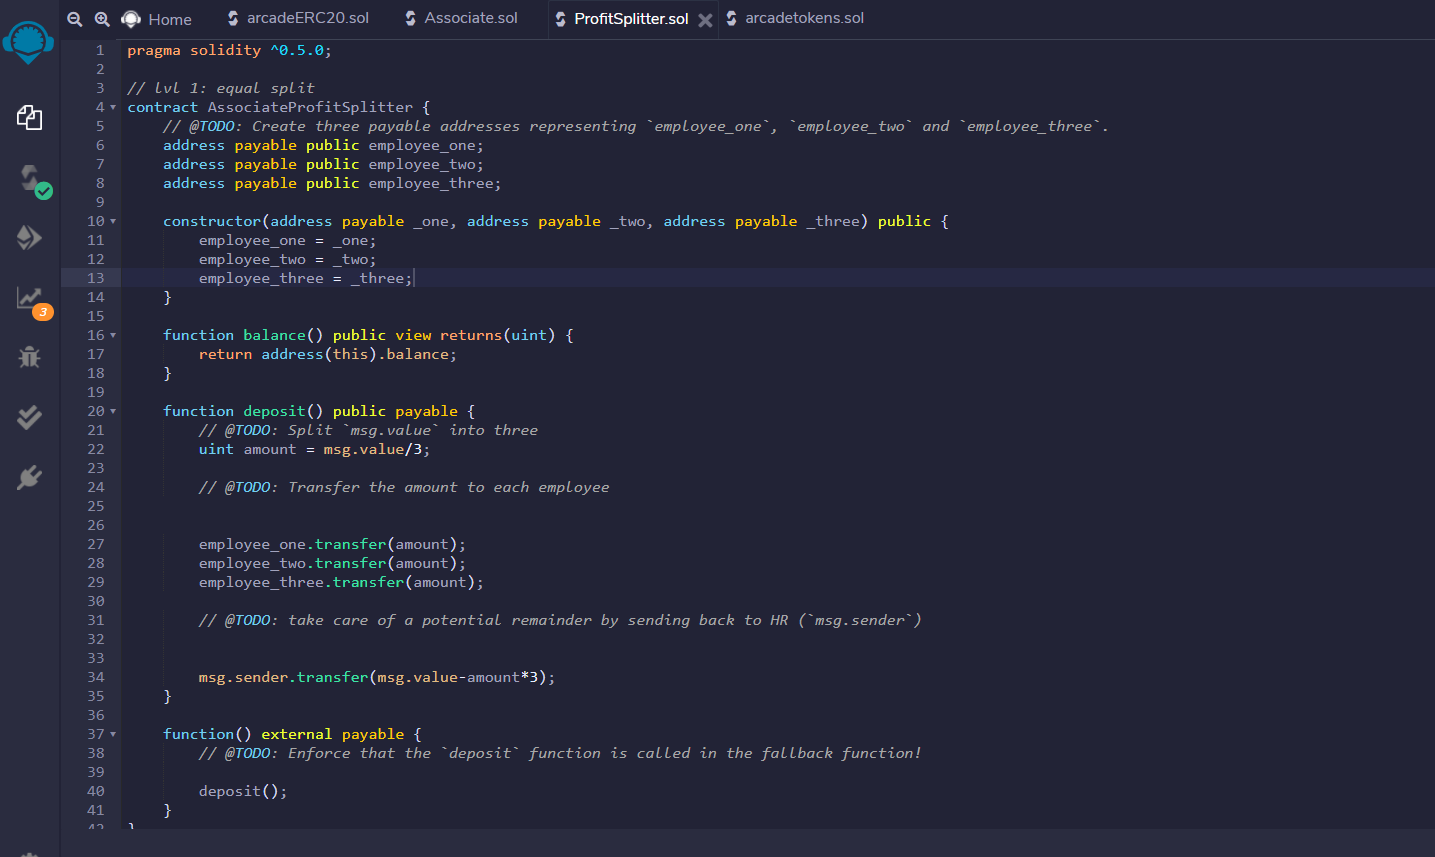 Home arcadeERC20.sol Associate.sol ProfitSplitter.sol arcadetokens.sol
1 pragma solidity ^0.5.0;
2
3 // lvl 1: equal split
4 contract AssociateProfitSplitter {
5 // @TODO: Create three payable addresses representing `employee_one`, `employee_two` and `employee_three`.
6 address payable public employee_one;
7 address payable public employee_two;
8 address payable public employee_three;
9
10 constructor(address payable _one, address payable _two, address payable _three) public {
11 employee_one = _one;
12 employee_two = _two;
13 employee_three = _three;
14 }
15
16 function balance() public view returns(uint) {
17 return address(this).balance;
18 }
19
20 function deposit() public payable {
21 // @TODO: Split `msg.value` into three
22 uint amount = msg.value/3;
23
24 // @TODO: Transfer the amount to each employee
25
26
27 employee_one.transfer(amount);
28 employee_two.transfer(amount);
29 employee_three.transfer(amount);
30
31 // @TODO: take care of a potential remainder by sending back to HR (`msg.sender`)
32
33
34 msg.sender.transfer(msg.value-amount*3);
35 }
36
37 function() external payable {
38 // @TODO: Enforce that the `deposit` function is called in the fallback function!
39
40 deposit();
41 }
42 }
3